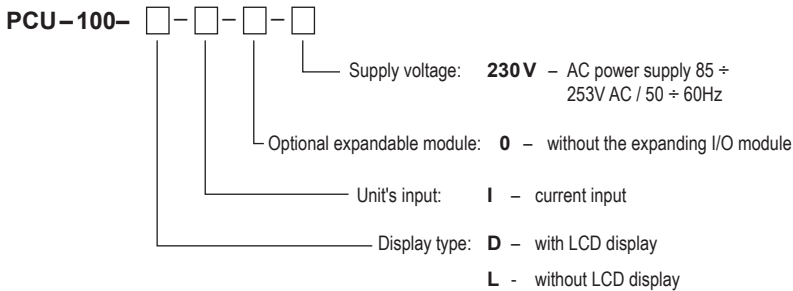 PCU–100– □–□–□–□
Supply voltage: 230 V – AC power supply 85 ÷
253V AC / 50 ÷ 60Hz
Optional expandable module: 0 – without the expanding I/O module
Unit's input: I – current input
Display type: D – with LCD display
L - without LCD display